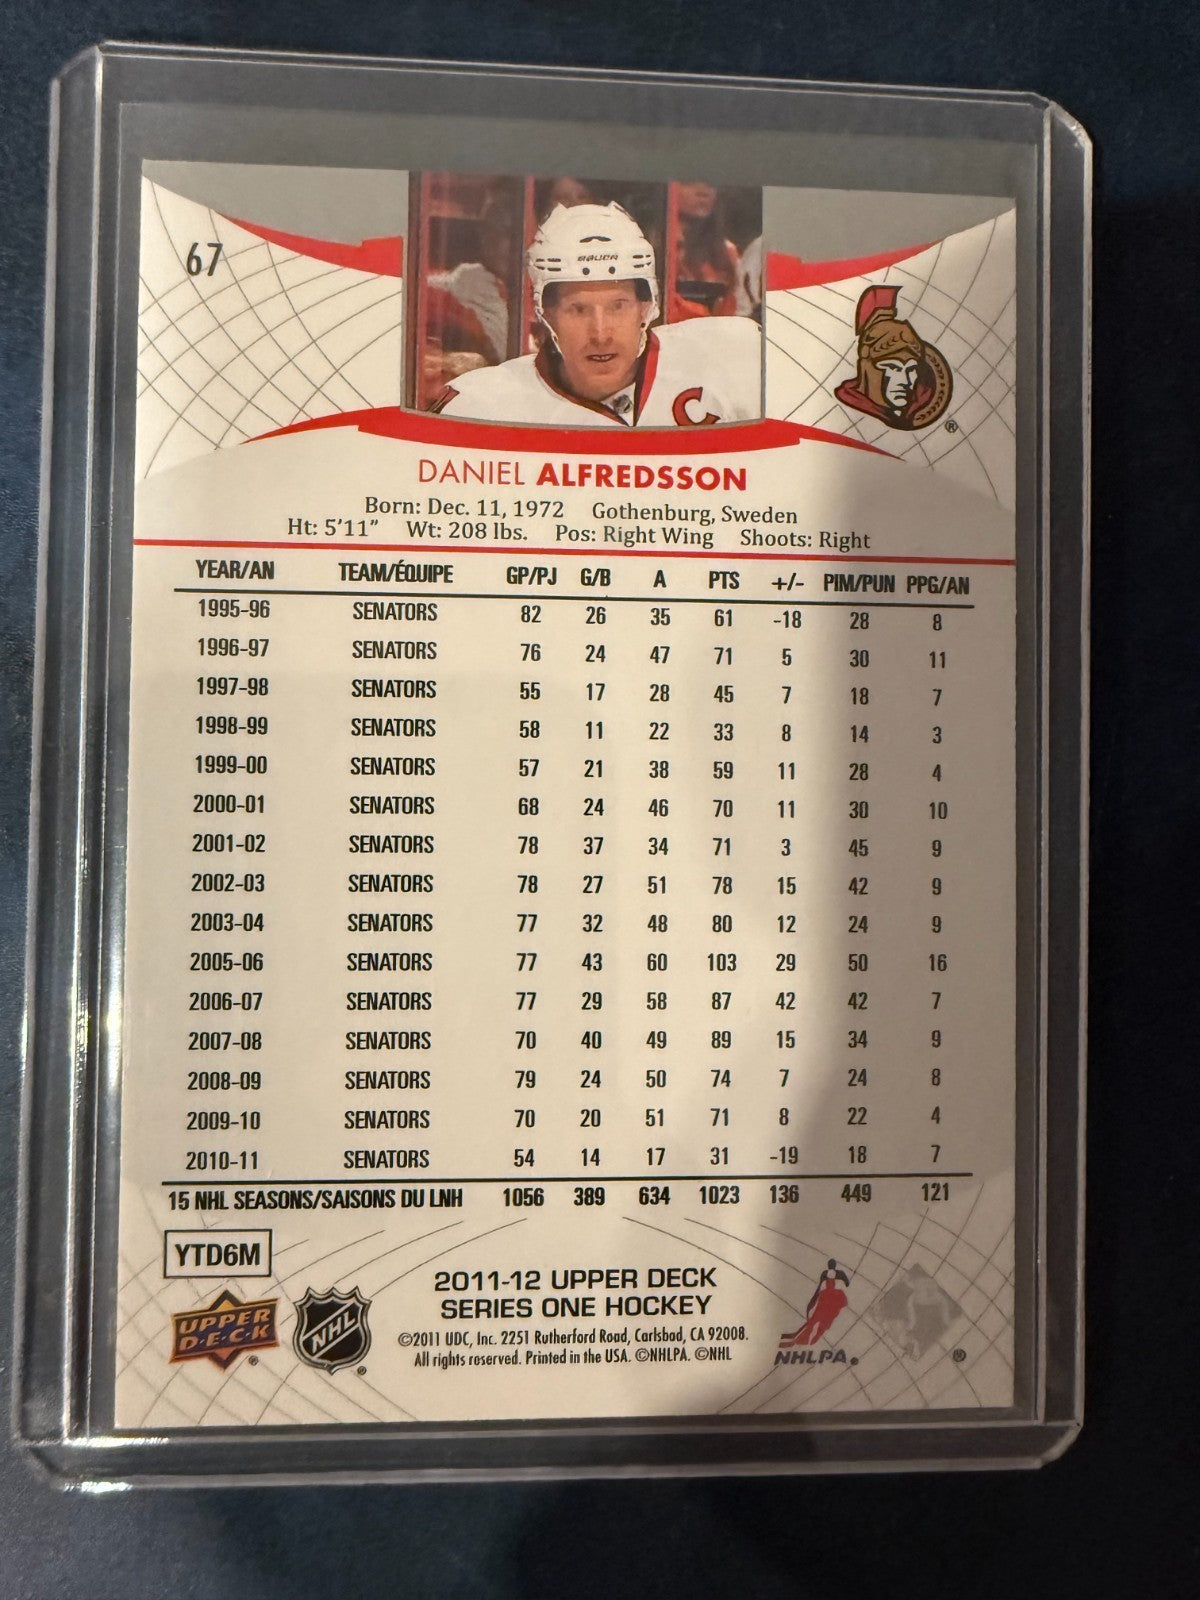 67
BAUER
C
DANIEL ALFREDSSON
Born: Dec. 11, 1972 Gothenburg, Sweden
Ht: 5'11" Wt: 208 lbs. Pos: Right Wing Shoots: Right
YEAR/AN TEAM/ÉQUIPE GP/PJ G/B A PTS +/- PIM/PUN PPG/AN
1995-96 SENATORS 82 26 35 61 -18 28 8
1996-97 SENATORS 76 24 47 71 5 30 11
1997-98 SENATORS 55 17 28 45 7 18 7
1998-99 SENATORS 58 11 22 33 8 14 3
1999-00 SENATORS 57 21 38 59 11 28 4
2000-01 SENATORS 68 24 46 70 11 30 10
2001-02 SENATORS 78 37 34 71 3 45 9
2002-03 SENATORS 78 27 51 78 15 42 9
2003-04 SENATORS 77 32 48 80 12 24 9
2005-06 SENATORS 77 43 60 103 29 50 16
2006-07 SENATORS 77 29 58 87 42 42 7
2007-08 SENATORS 70 40 49 89 15 34 9
2008-09 SENATORS 79 24 50 74 7 24 8
2009-10 SENATORS 70 20 51 71 8 22 4
2010-11 SENATORS 54 14 17 31 -19 18 7
15 NHL SEASONS/SAISONS DU LNH 1056 389 634 1023 136 449 121
YTD6M
UPPER DECK
NHL
2011-12 UPPER DECK
SERIES ONE HOCKEY
©2011 UDC, Inc. 2251 Rutherford Road, Carlsbad, CA 92008.
All rights reserved. Printed in the USA. ©NHLPA. ©NHL
NHLPA®